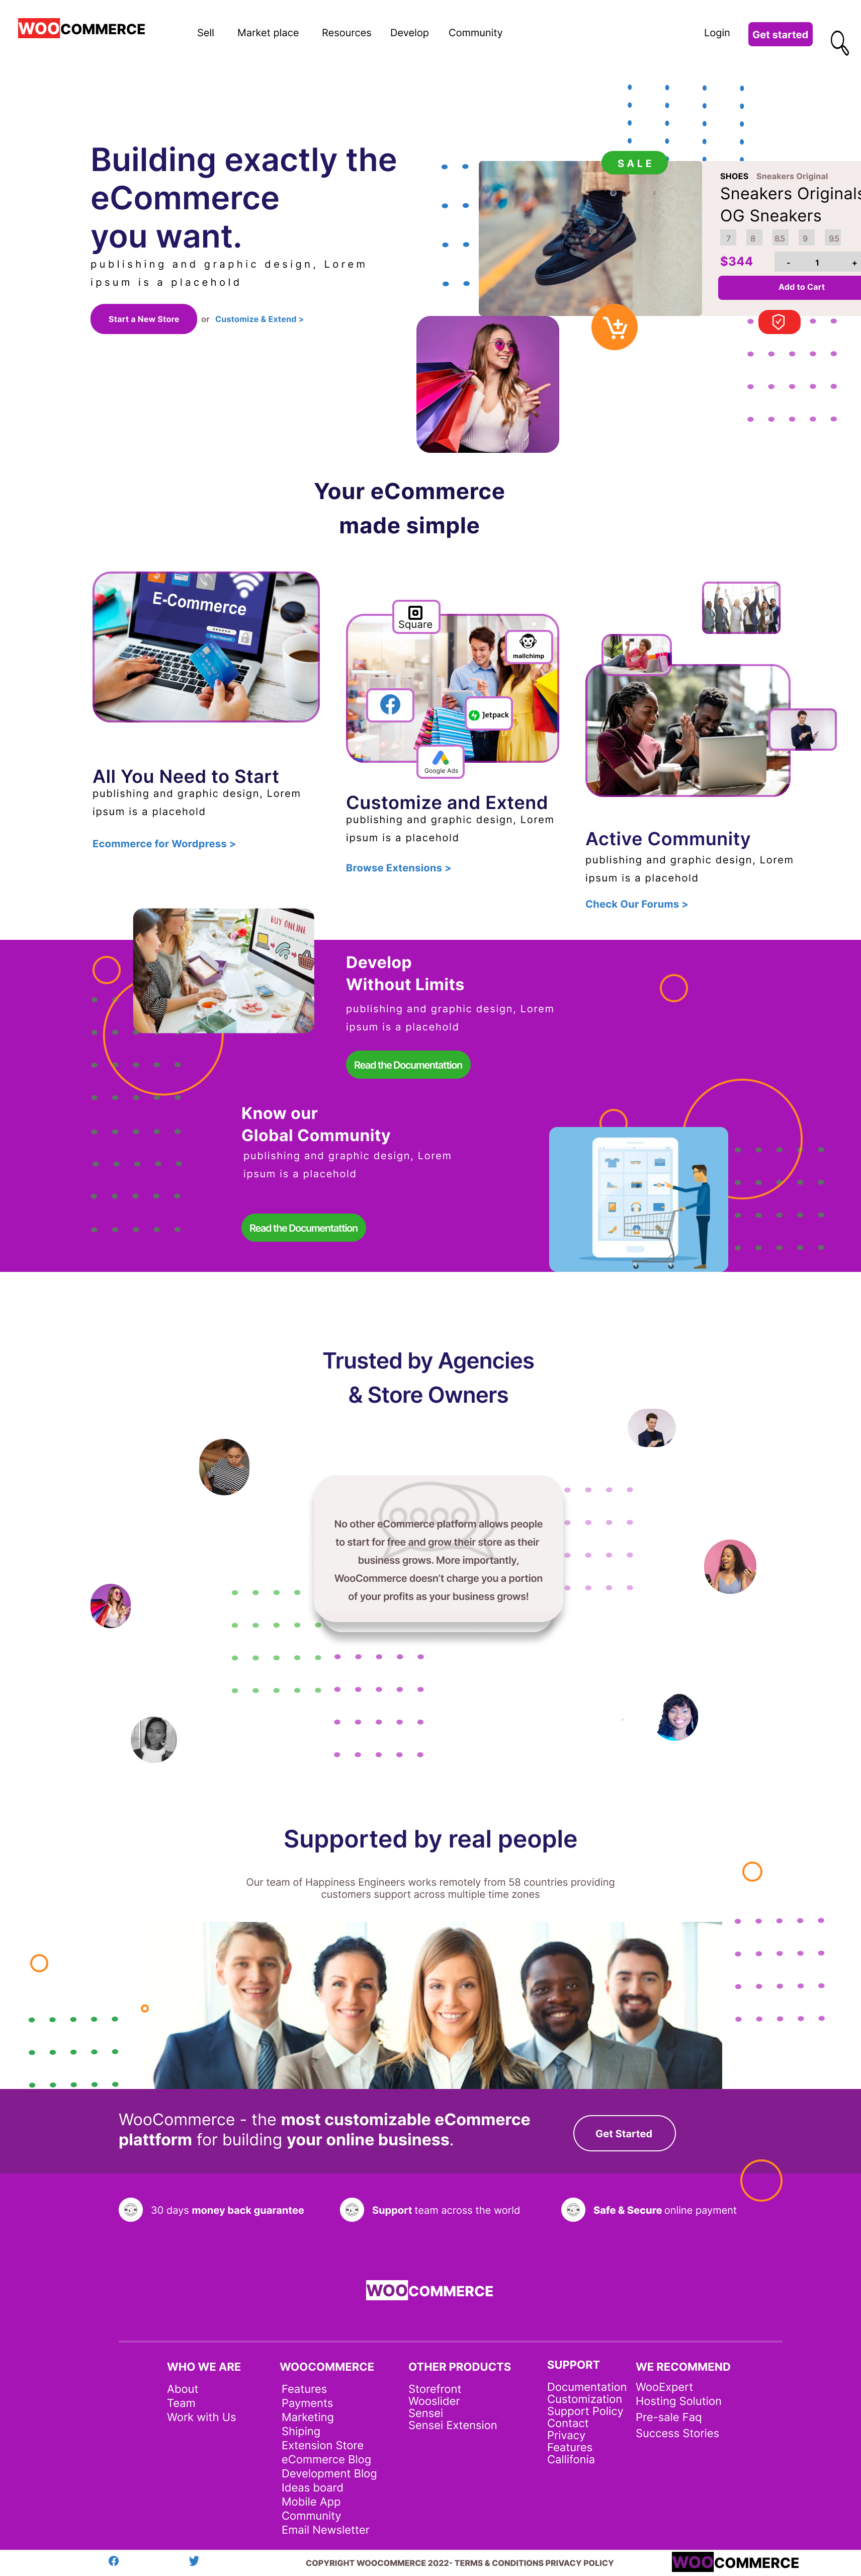 WOOCOMMERCE
Sell Market place Resources Develop Community
Login Get started
Building exactly the
eCommerce
you want.
publishing and graphic design, Lorem
ipsum is a placehold
Start a New Store or Customize & Extend >
SALE
SHOES Sneakers Original
Sneakers Originals
OG Sneakers
7 8 8.5 9 9.5
$344 - 1 +
Add to Cart
Your eCommerce
made simple
E-Commerce
All You Need to Start
publishing and graphic design, Lorem
ipsum is a placehold
Ecommerce for Wordpress >
Square
mailchimp
Jetpack
Google Ads
Customize and Extend
publishing and graphic design, Lorem
ipsum is a placehold
Browse Extensions >
Active Community
publishing and graphic design, Lorem
ipsum is a placehold
Check Our Forums >
BUY ONLINE
Develop
Without Limits
publishing and graphic design, Lorem
ipsum is a placehold
Read the Documentattion
Know our
Global Community
publishing and graphic design, Lorem
ipsum is a placehold
Read the Documentattion
Trusted by Agencies
& Store Owners
No other eCommerce platform allows people
to start for free and grow their store as their
business grows. More importantly,
WooCommerce doesn't charge you a portion
of your profits as your business grows!
Supported by real people
Our team of Happiness Engineers works remotely from 58 countries providing
customers support across multiple time zones
WooCommerce - the most customizable eCommerce
plattform for building your online business.
Get Started
30 days money back guarantee
Support team across the world
Safe & Secure online payment
WOOCOMMERCE
WHO WE ARE
About
Team
Work with Us
WOOCOMMERCE
Features
Payments
Marketing
Shiping
Extension Store
eCommerce Blog
Development Blog
Ideas board
Mobile App
Community
Email Newsletter
OTHER PRODUCTS
Storefront
Wooslider
Sensei
Sensei Extension
SUPPORT
Documentation
Customization
Support Policy
Contact
Privacy
Features
Callifonia
WE RECOMMEND
WooExpert
Hosting Solution
Pre-sale Faq
Success Stories
COPYRIGHT WOOCOMMERCE 2022- TERMS & CONDITIONS PRIVACY POLICY
WOOCOMMERCE